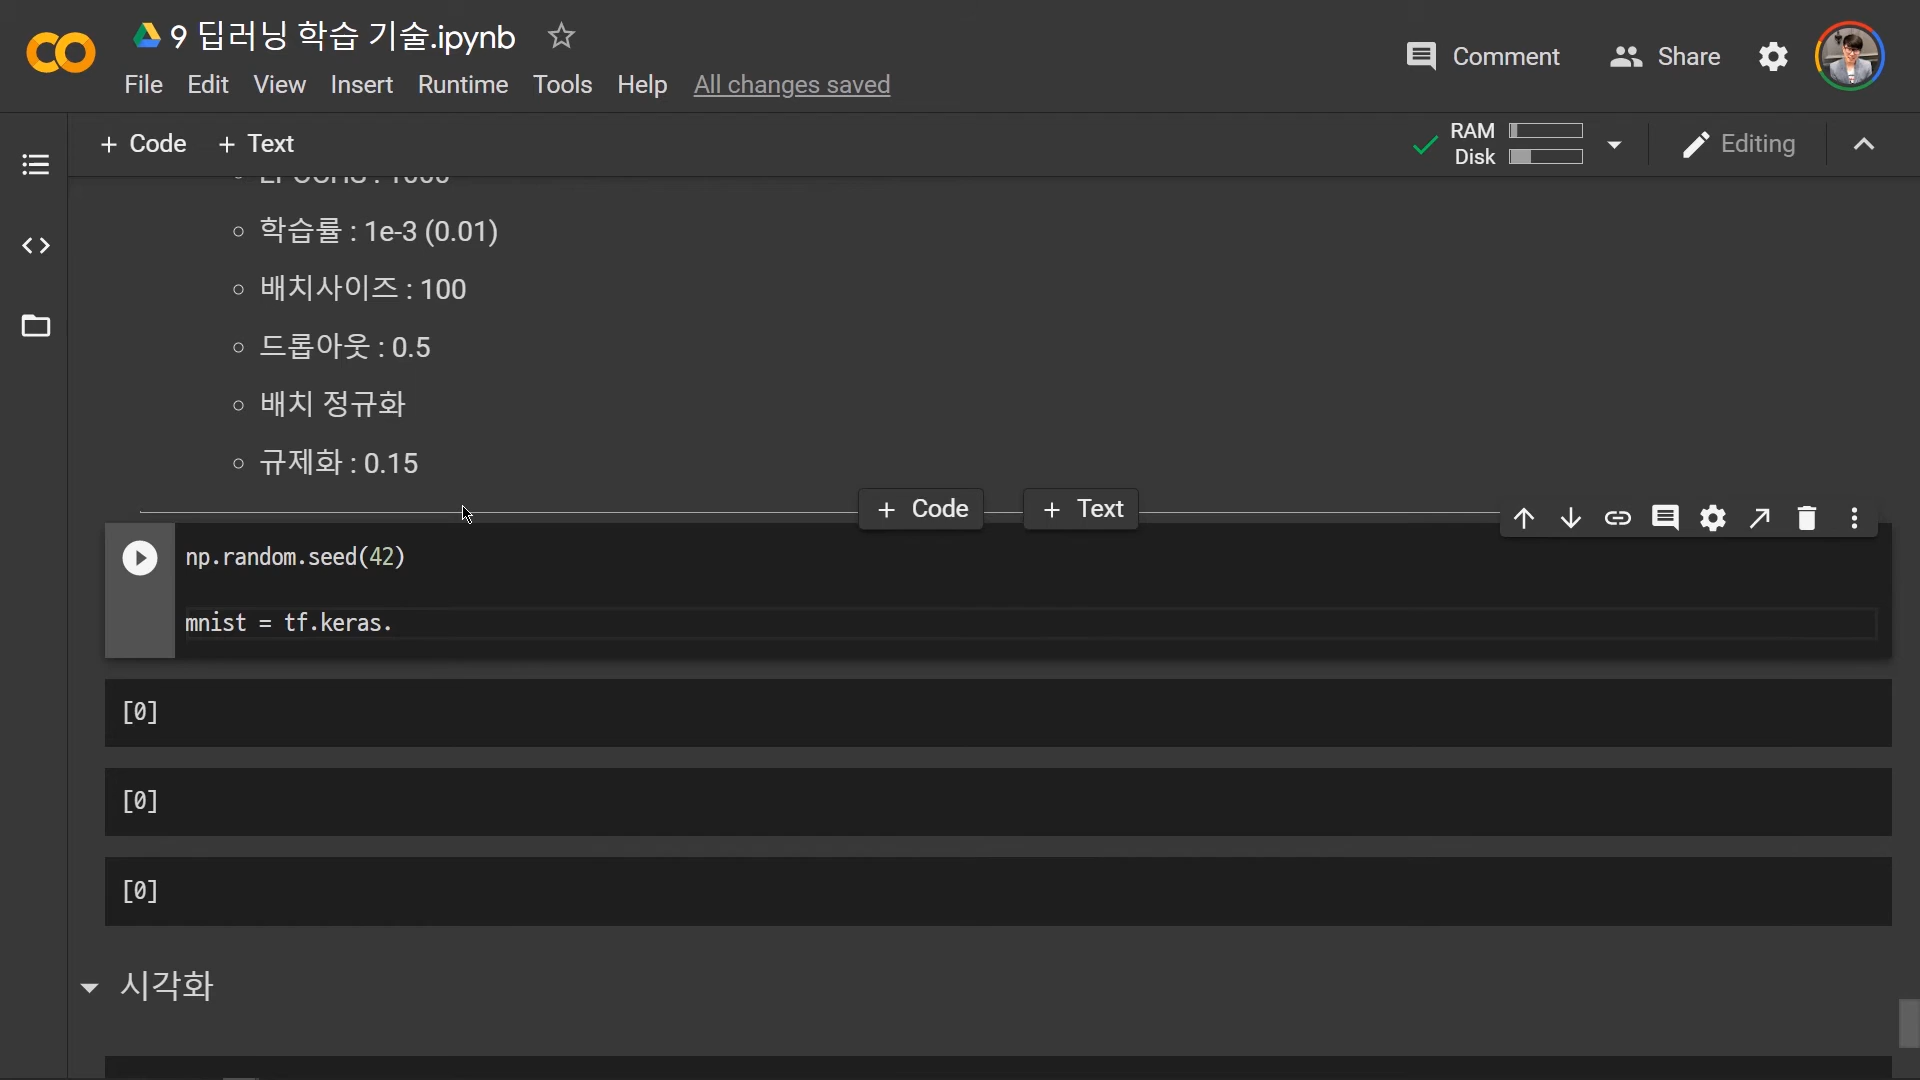 9 딥러닝 학습 기술.ipynb
Comment
Share
File Edit View Insert Runtime Tools Help All changes saved
+ Code + Text
RAM
Disk
Editing
학습률 : 1e-3 (0.01)
배치사이즈 : 100
드롭아웃 : 0.5
배치 정규화
규제화 : 0.15
+ Code + Text
np.random.seed(42)
mnist = tf.keras.
[0]
[0]
[0]
시각화